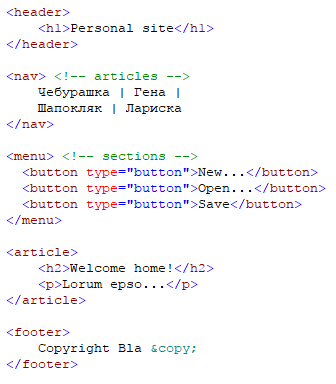 <header>
<h1>Personal site</h1>
</header>
<nav> <!-- articles -->
Чебурашка | Гена |
Шапокляк | Лариска
</nav>
<menu> <!-- sections -->
<button type="button">New...</button>
<button type="button">Open...</button>
<button type="button">Save</button>
</menu>
<article>
<h2>Welcome home!</h2>
<p>Lorum epso...</p>
</article>
<footer>
Copyright Bla &copy;
</footer>